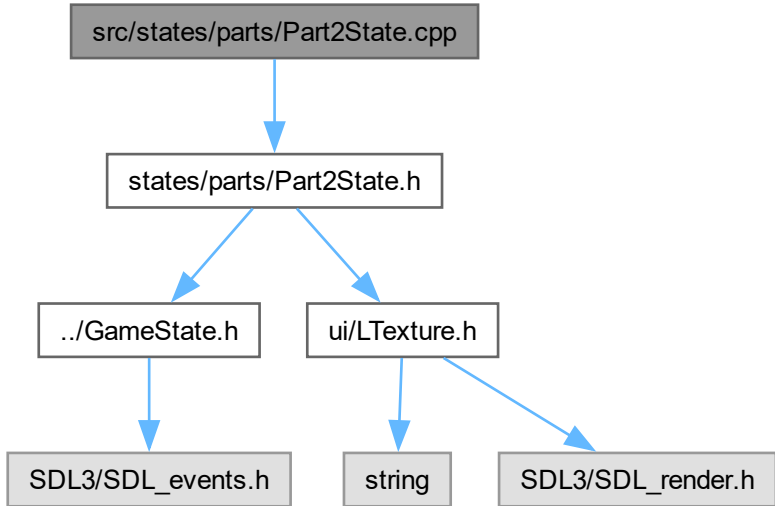 src/states/parts/Part2State.cpp
states/parts/Part2State.h
../GameState.h
ui/LTexture.h
SDL3/SDL_events.h
string
SDL3/SDL_render.h